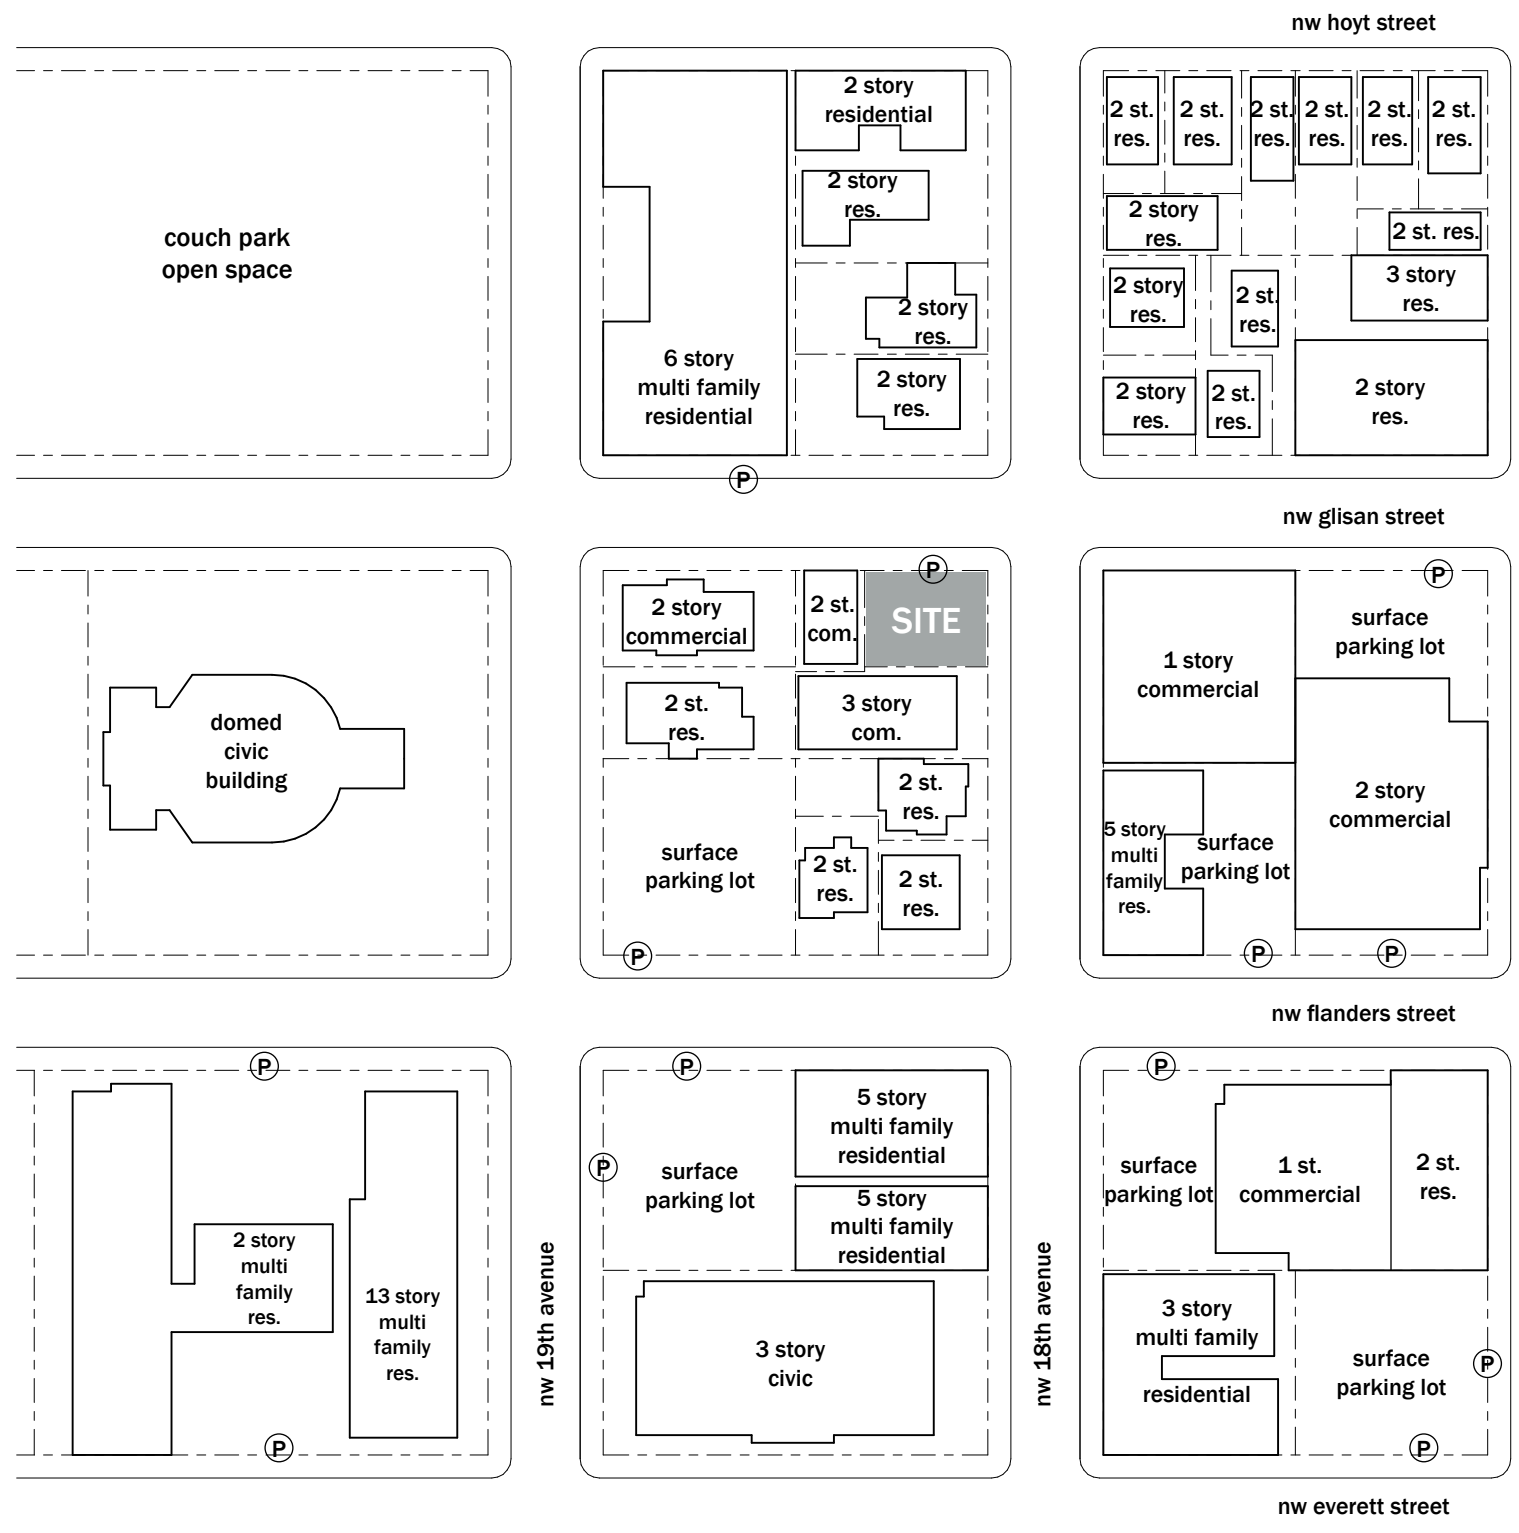 nw hoyt street
couch park
open space
2 story
residential
2 story
res.
2 story
res.
2 story
res.
6 story
multi family
residential
P
2 st.
res.
2 st.
res.
2 st.
res.
2 st.
res.
2 st.
res.
2 st.
res.
2 story
res.
2 st. res.
2 story
res.
2 st.
res.
3 story
res.
2 story
res.
2 st.
res.
2 story
res.
nw glisan street
domed
civic
building
2 story
commercial
2 st.
com.
P
SITE
2 st.
res.
3 story
com.
2 st.
res.
surface
parking lot
2 st.
res.
2 st.
res.
P
P
1 story
commercial
surface
parking lot
5 story
multi
family
res.
surface
parking lot
2 story
commercial
P
P
nw flanders street
P
2 story
multi
family
res.
13 story
multi
family
res.
P
nw 19th avenue
P
P
surface
parking lot
5 story
multi family
residential
5 story
multi family
residential
3 story
civic
nw 18th avenue
P
surface
parking lot
1 st.
commercial
2 st.
res.
3 story
multi family
residential
surface
parking lot
P
P
nw everett street